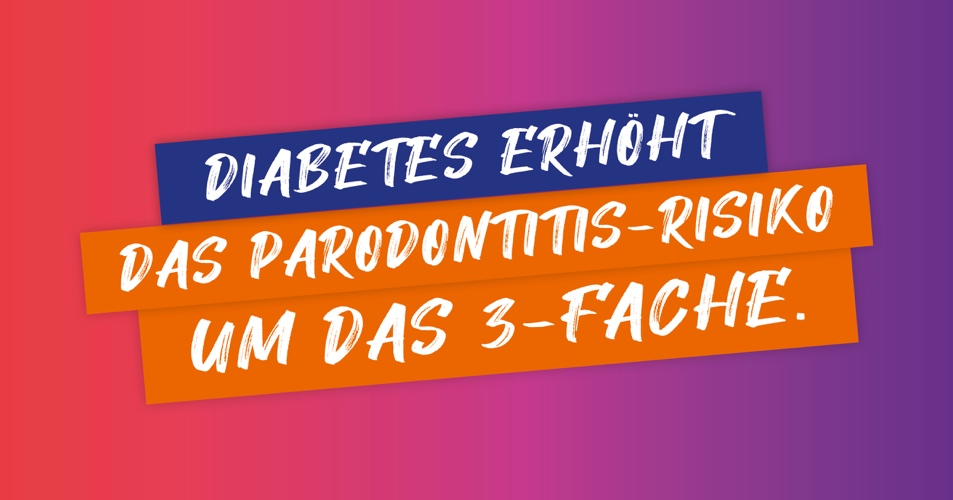 DIABETES ERHÖHT
DAS PARODONTITIS-RISIKO
UM DAS 3-FACHE.